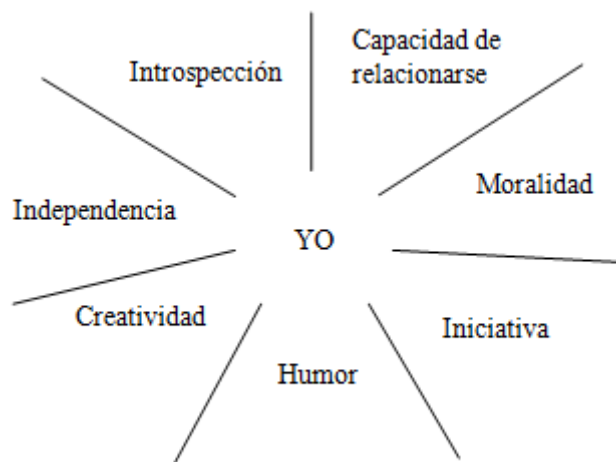 Capacidad de
relacionarse
Introspección
Moralidad
Independencia
YO
Creatividad
Iniciativa
Humor